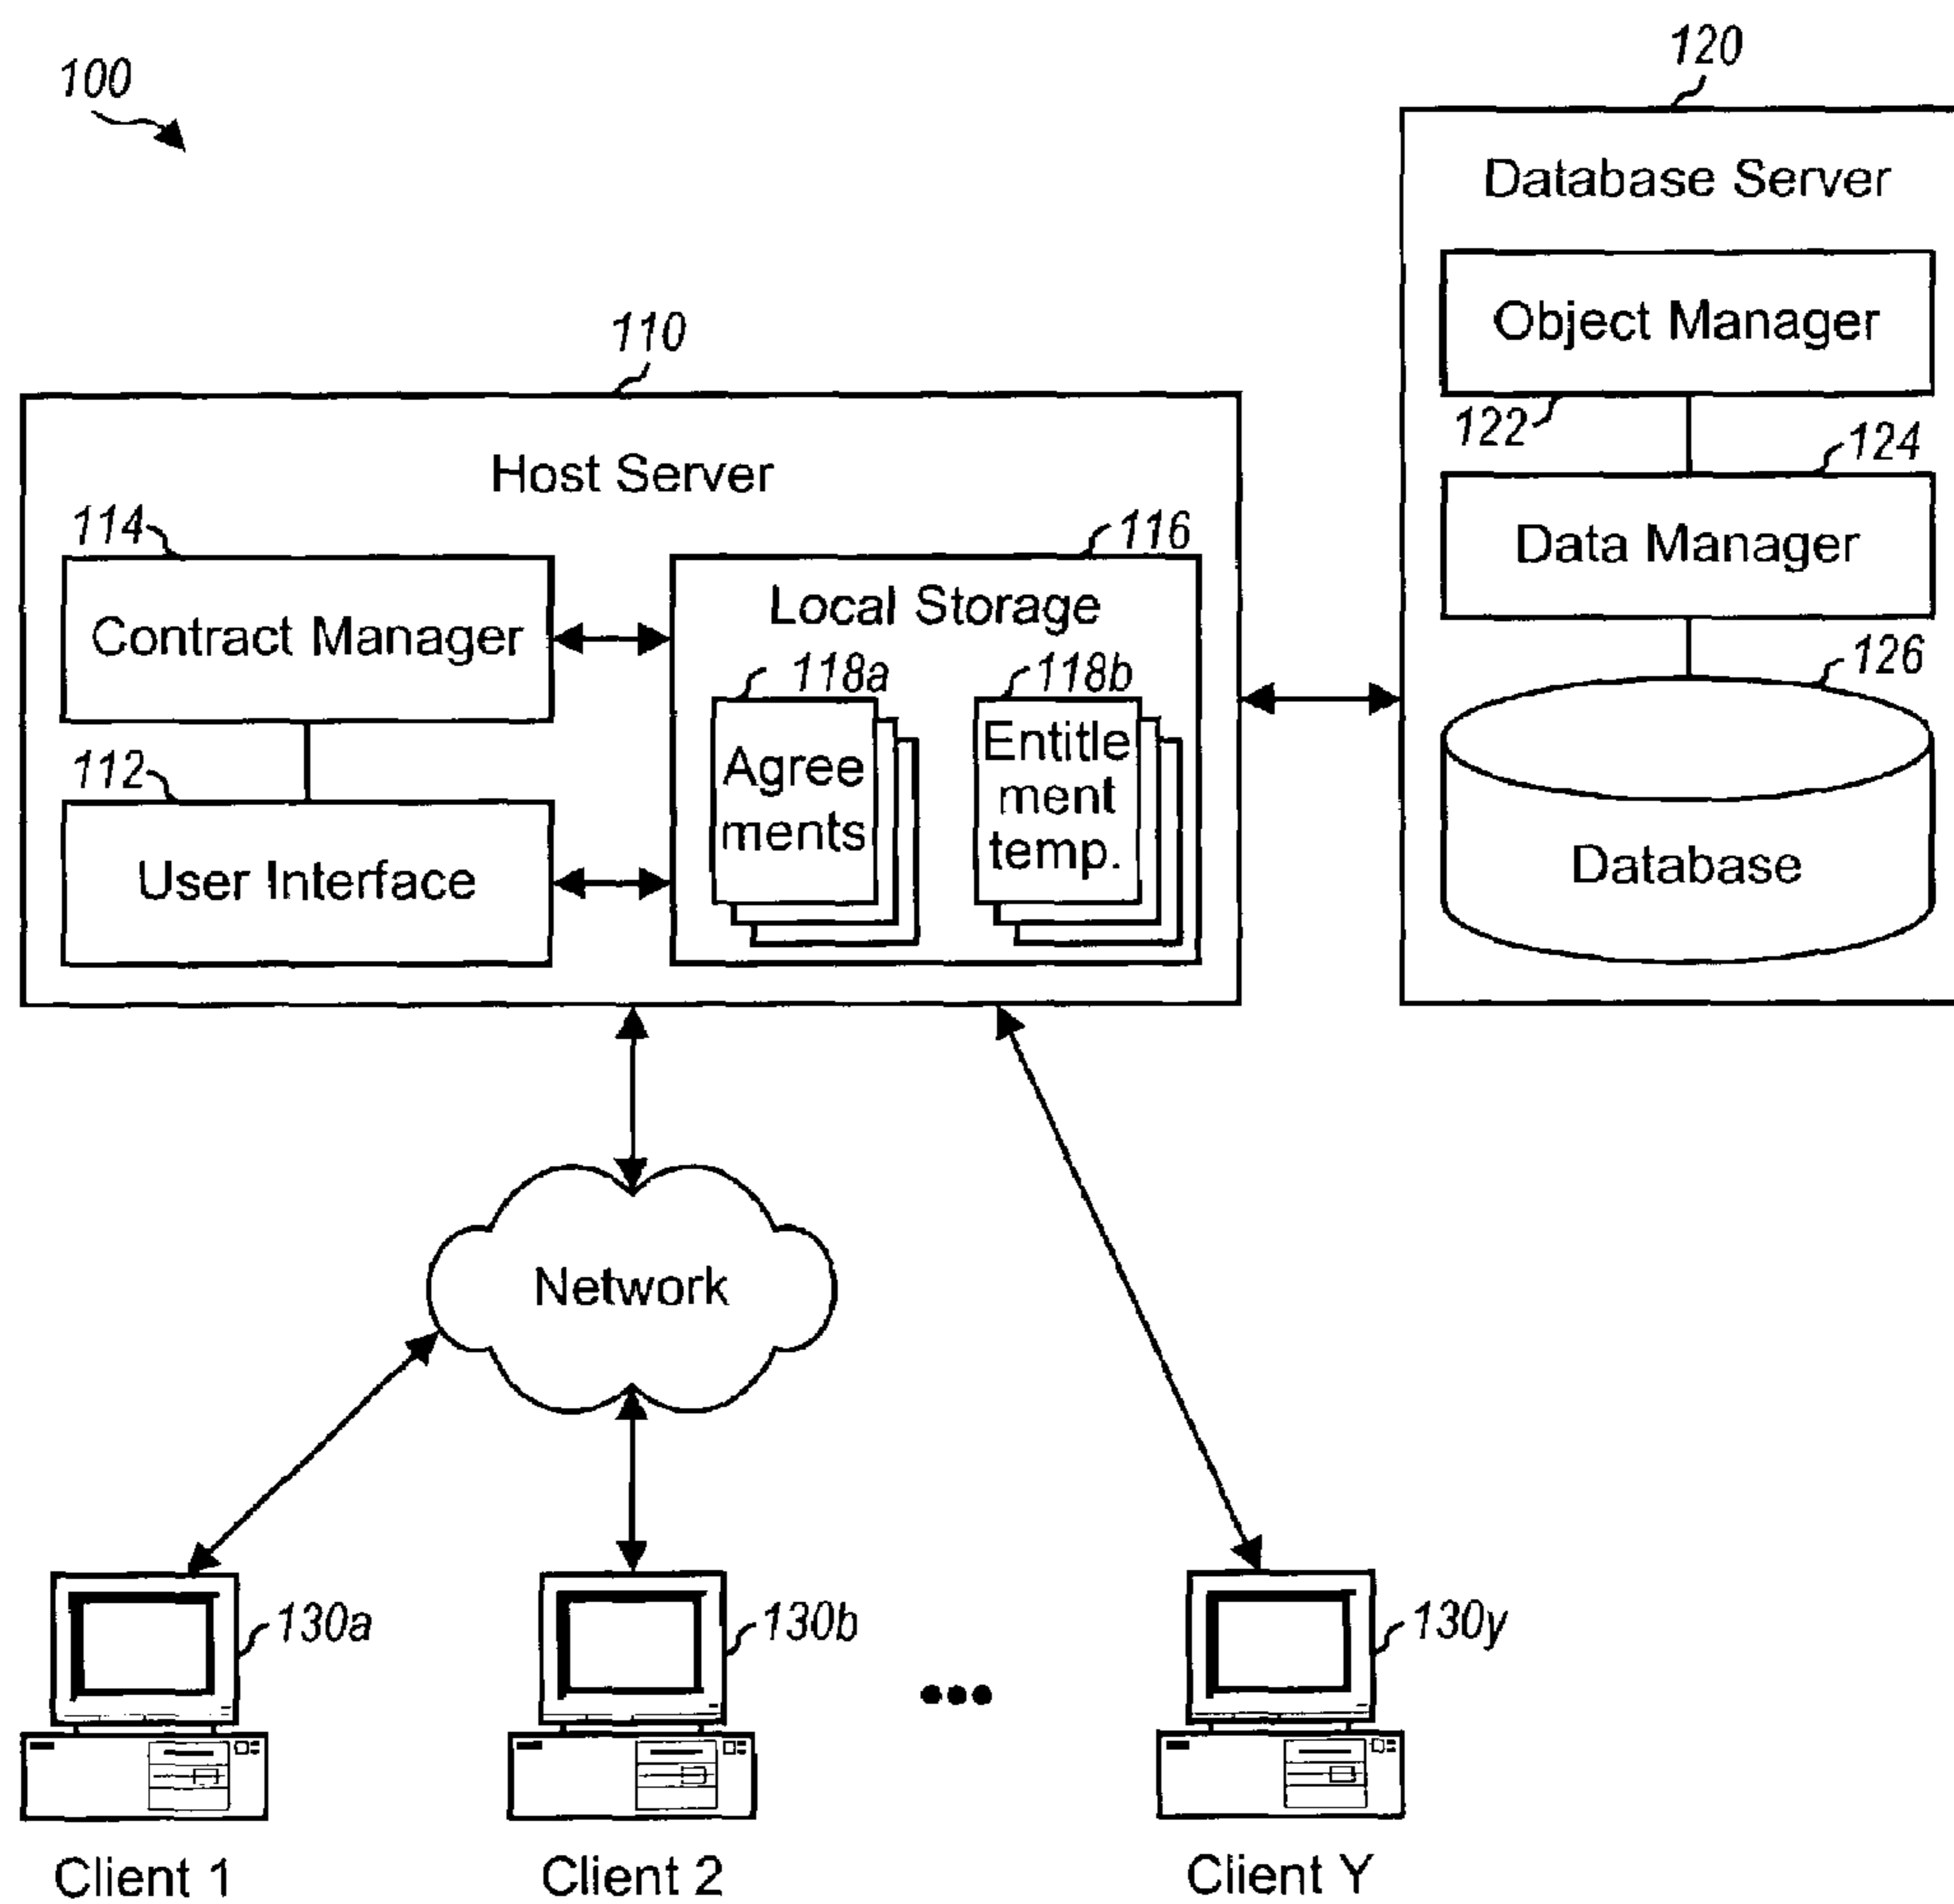 100
120
Database Server
Object Manager
122
124
Data Manager
126
Database
110
Host Server
114
Contract Manager
112
User Interface
116
Local Storage
118a
Agree
ments
118b
Entitle
ment
temp.
Network
130a
130b
130y
Client 1
Client 2
Client Y